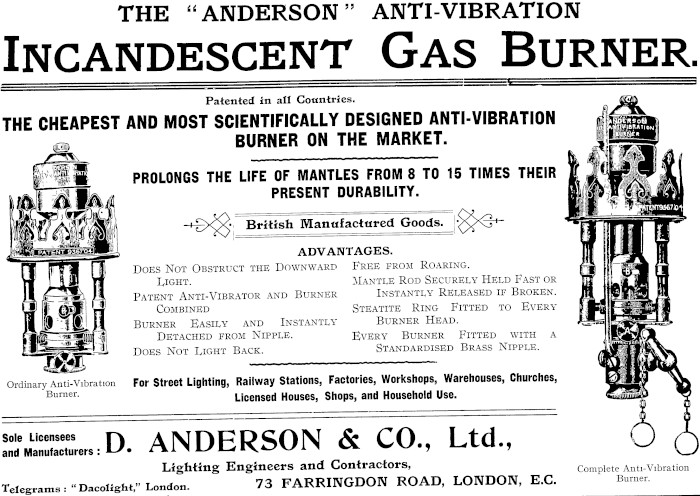 THE "ANDERSON" ANTI-VIBRATION
INCANDESCENT GAS BURNER.
Patented in all Countries.
THE CHEAPEST AND MOST SCIENTIFICALLY DESIGNED ANTI-VIBRATION
BURNER ON THE MARKET.
PROLONGS THE LIFE OF MANTLES FROM 8 TO 15 TIMES THEIR
PRESENT DURABILITY.
British Manufactured Goods.
ADVANTAGES.
DOES NOT OBSTRUCT THE DOWNWARD
LIGHT.
PATENT ANTI-VIBRATOR AND BURNER
COMBINED
BURNER EASILY AND INSTANTLY
DETACHED FROM NIPPLE.
DOES NOT LIGHT BACK.
FREE FROM ROARING.
MANTLE ROD SECURELY HELD FAST OR
INSTANTLY RELEASED IF BROKEN.
STEATITE RING FITTED TO EVERY
BURNER HEAD.
EVERY BURNER FITTED WITH A
STANDARDISED BRASS NIPPLE.
PATENT
Ordinary Anti-Vibration
Burner.
ANDERSON
ANTIVIBRATION
BURNER
PATENT
Complete Anti-Vibration
Burner.
For Street Lighting, Railway Stations, Factories, Workshops, Warehouses, Churches,
Licensed Houses, Shops, and Household Use.
Sole Licensees
and Manufacturers :
D. ANDERSON & CO., Ltd.,
Lighting Engineers and Contractors,
Telegrams : "Dacolight," London.
73 FARRINGDON ROAD, LONDON, E.C.